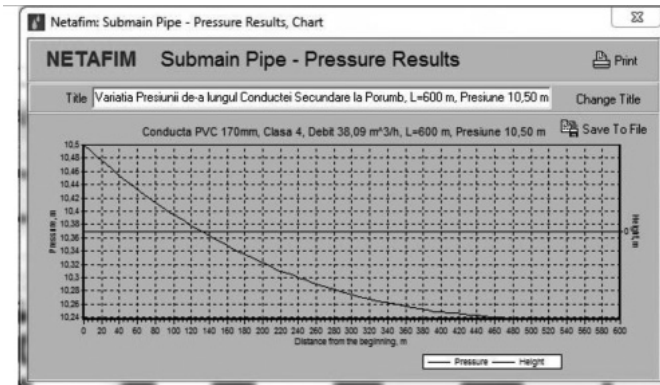 Netafim: Submain Pipe - Pressure Results, Chart
NETAFIM Submain Pipe - Pressure Results
Print
Title Variatia Presiunii de-a lungul Conductei Secundare la Porumb, L=600 m, Presiune 10,50 m
Change Title
Conducta PVC 170mm, Clasa 4, Debit 38,09 m^3/h, L=600 m, Presiune 10,50 m
Save To File
10,5
10,48
10,46
10,44
10,42
10,4
10,38
10,36
10,34
10,32
10,3
10,28
10,26
10,24
Pressure, m
Height, m
0
0 20 40 60 80 100 120 140 160 180 200 220 240 260 280 300 320 340 360 380 400 420 440 460 480 500 520 540 560 580 600
Distance from the beginning, m
Pressure Height